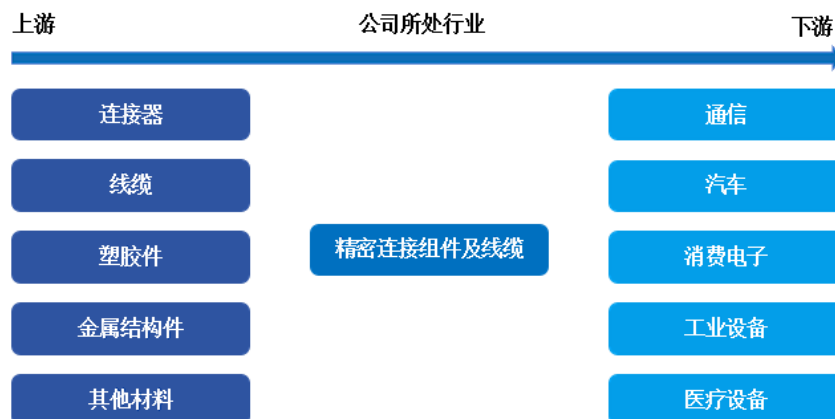 上游
公司所处行业
下游
连接器
通信
线缆
汽车
精密连接组件及线缆
塑胶件
消费电子
金属结构件
工业设备
其他材料
医疗设备